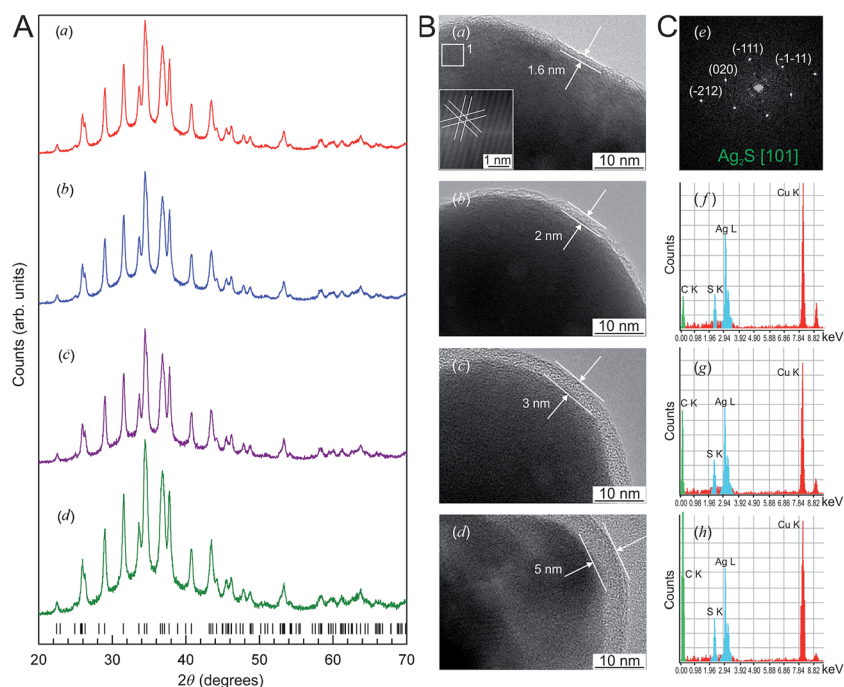 A
(a)
(b)
(c)
(d)
Counts (arb. units)
20 30 40 50 60 70
2θ (degrees)
B
(a)
1
1.6 nm
1 nm
10 nm
(b)
2 nm
10 nm
(c)
3 nm
10 nm
(d)
5 nm
10 nm
C
(e)
(-111)
(-1-11)
(020)
(-212)
Ag₂S [101]
(f)
Cu K
Ag L
C K
S K
Counts
0.00 0.98 1.96 2.94 3.92 4.90 5.88 6.86 7.84 8.82 keV
(g)
Cu K
C K
Ag L
S K
Counts
0.00 0.98 1.96 2.94 3.92 4.90 5.88 6.86 7.84 8.82 keV
(h)
Cu K
Ag L
C K
S K
Counts
0.00 0.98 1.96 2.94 3.92 4.90 5.88 6.86 7.84 8.82 keV